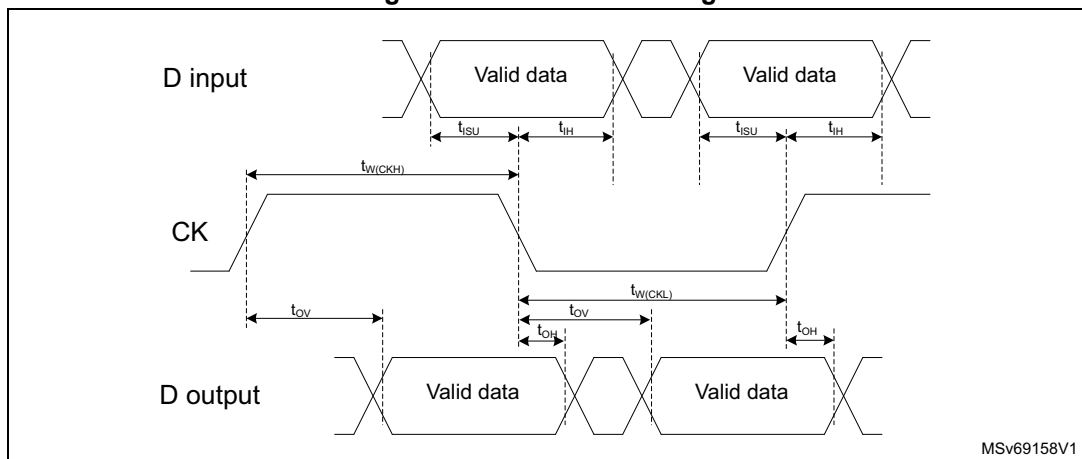 D input
Valid data
Valid data
tISU
tIH
tISU
tIH
tW(CKH)
CK
tW(CKL)
tOV
tOV
tOH
tOH
D output
Valid data
Valid data
MSv69158V1